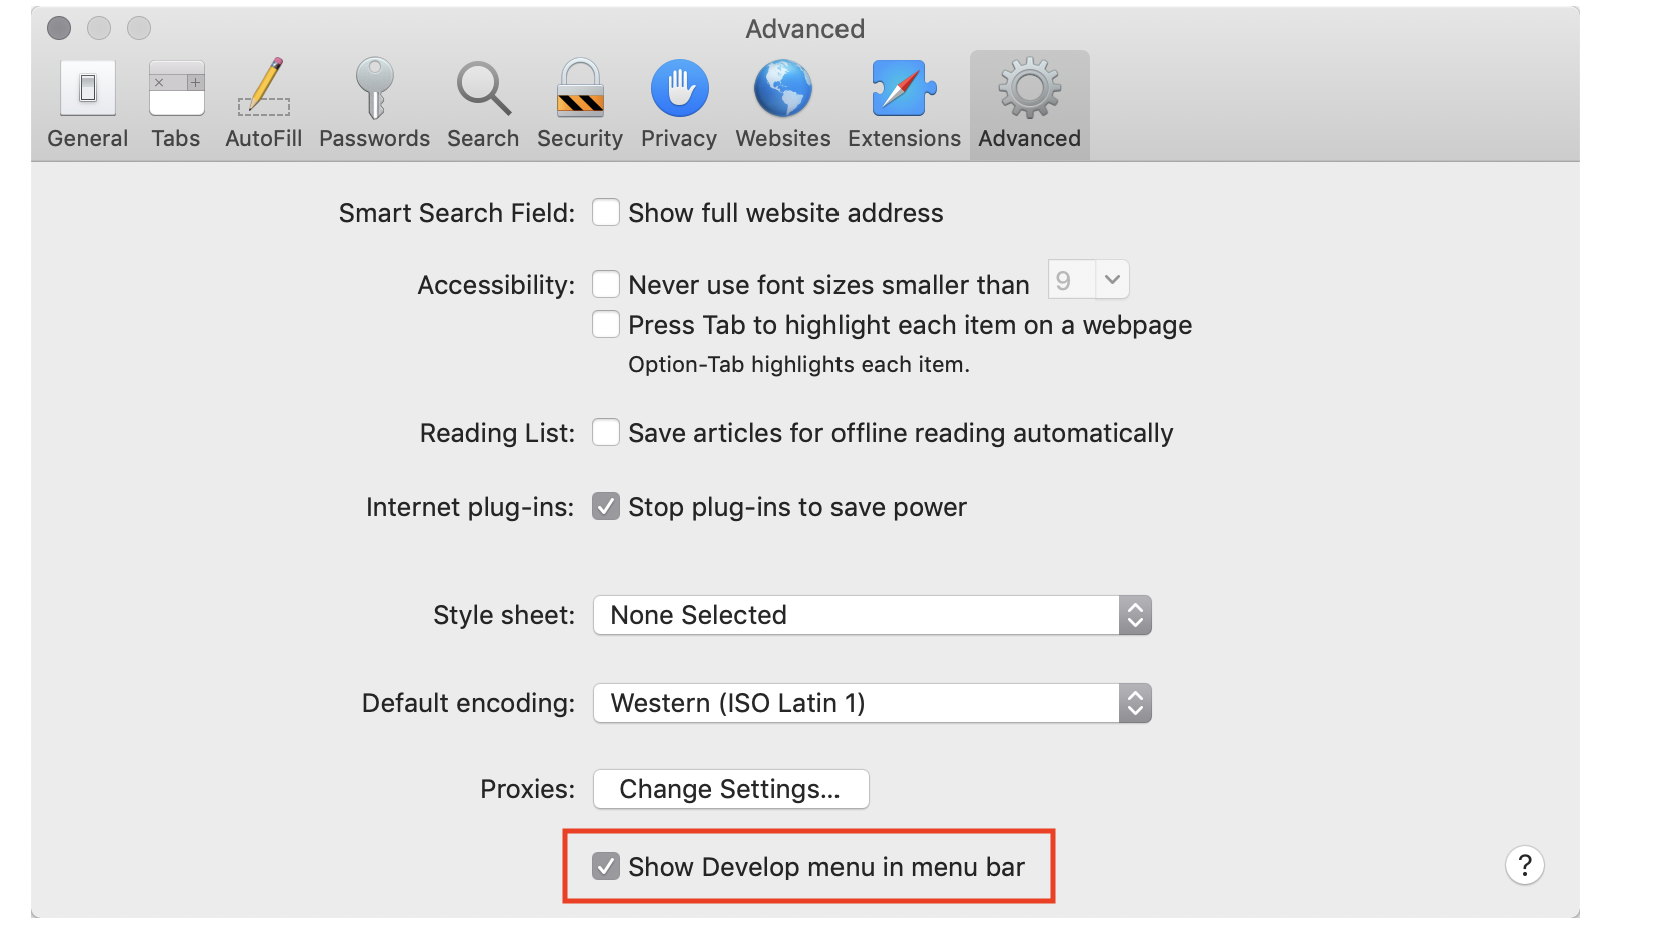 Advanced
General Tabs AutoFill Passwords Search Security Privacy Websites Extensions Advanced
Smart Search Field: Show full website address
Accessibility: Never use font sizes smaller than 9
Press Tab to highlight each item on a webpage
Option-Tab highlights each item.
Reading List: Save articles for offline reading automatically
Internet plug-ins: Stop plug-ins to save power
Style sheet: None Selected
Default encoding: Western (ISO Latin 1)
Proxies: Change Settings...
Show Develop menu in menu bar ?